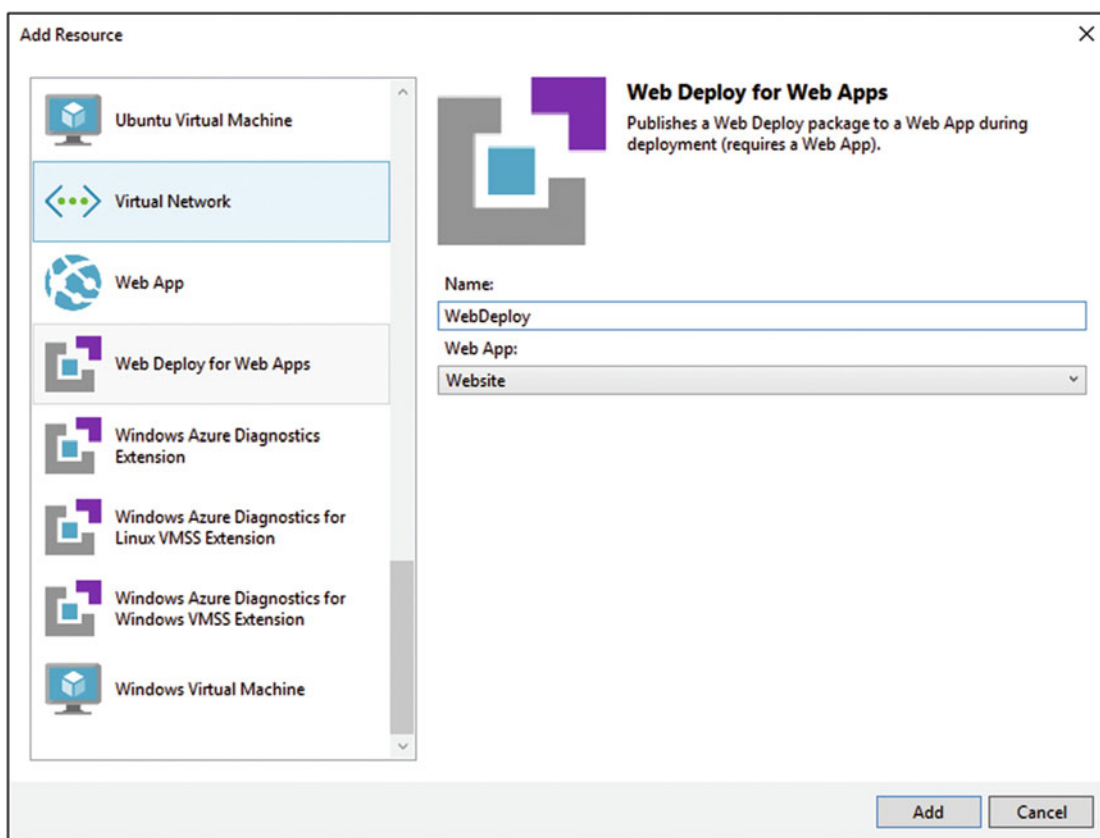 Add Resource
Ubuntu Virtual Machine
Virtual Network
Web App
Web Deploy for Web Apps
Windows Azure Diagnostics
Extension
Windows Azure Diagnostics for
Linux VMSS Extension
Windows Azure Diagnostics for
Windows VMSS Extension
Windows Virtual Machine
Web Deploy for Web Apps
Publishes a Web Deploy package to a Web App during
deployment (requires a Web App).
Name:
WebDeploy
Web App:
Website
Add
Cancel